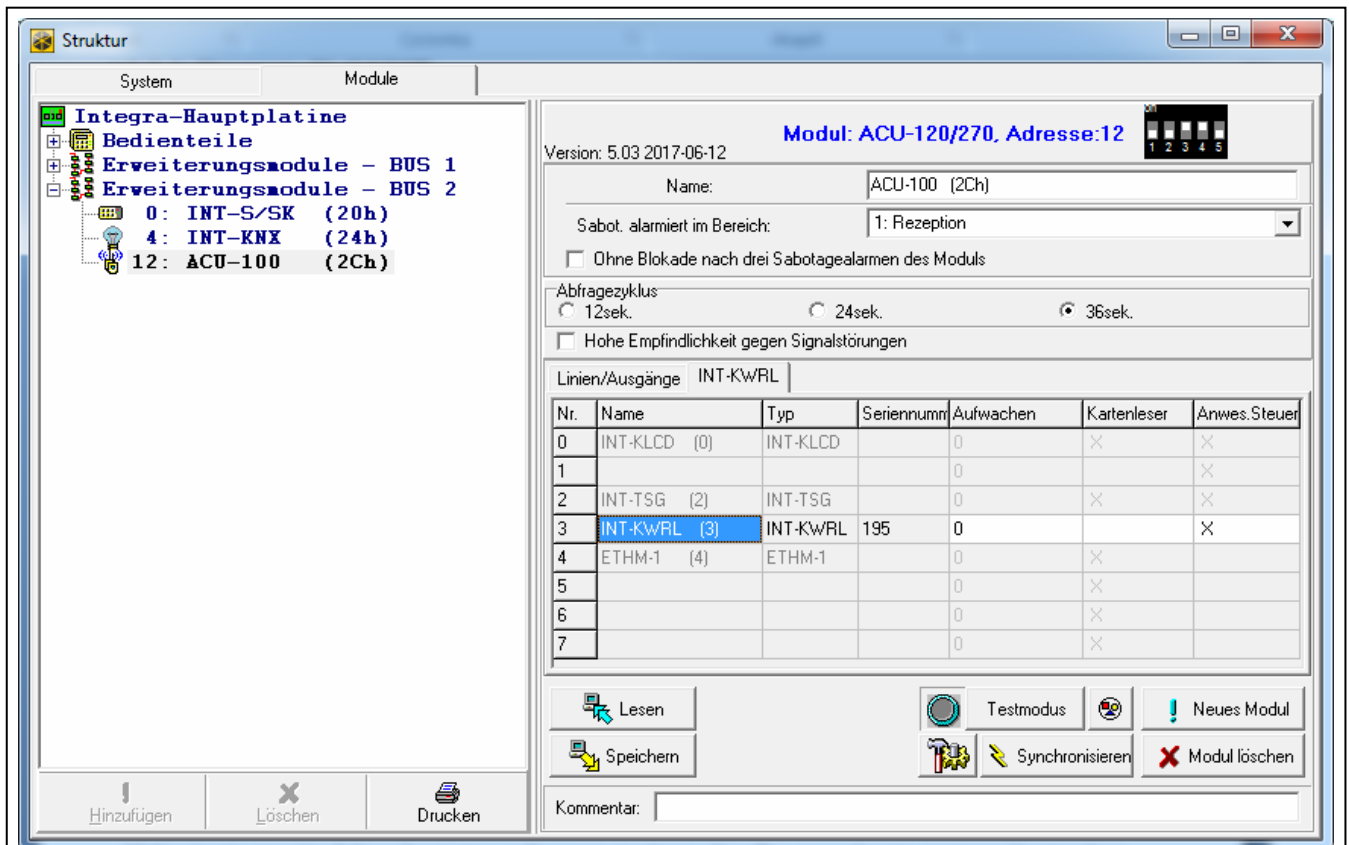 Struktur
System Module
Integra-Hauptplatine
Bedienteile
Erweiterungsmodule - BUS 1
Erweiterungsmodule - BUS 2
0: INT-S/SK (20h)
4: INT-KNX (24h)
12: ACU-100 (2Ch)
Hinzufügen Löschen Drucken
Version: 5.03 2017-06-12 Modul: ACU-120/270, Adresse:12
1 2 3 4 5
Name: ACU-100 (2Ch)
Sabot. alarmiert im Bereich: 1: Rezeption
Ohne Blokade nach drei Sabotagealarmen des Moduls
Abfragezyklus
12sek. 24sek. 36sek.
Hohe Empfindlichkeit gegen Signalstörungen
Linien/Ausgänge INT-KWRL
Nr. Name Typ Seriennumm Aufwachen Kartenleser Anwes.Steuer
0 INT-KLCD (0) INT-KLCD 0 X X
1 0 X
2 INT-TSG (2) INT-TSG 0 X X
3 INT-KWRL (3) INT-KWRL 195 0 X
4 ETHM-1 (4) ETHM-1 0 X
5 0 X
6 0 X
7 0 X
Lesen Testmodus Neues Modul
Speichern Synchronisieren Modul löschen
Kommentar: